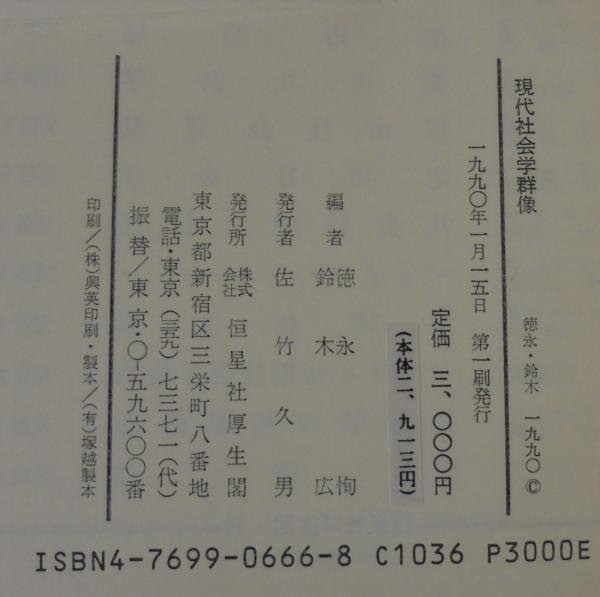 現代社会学群像
徳永・鈴木 一九九〇 ©
一九九〇年一月一五日 第一刷発行
定価 三、〇〇〇円
(本体二、九一三円)
編者 徳永恂
鈴木広
発行者 佐竹久男
発行所 株式会社 恒星社厚生閣
東京都新宿区三栄町八番地
電話・東京(三五九)七三七一(代)
振替/東京・〇―五九六〇〇番
印刷/(株)興英印刷・製本/(有)塚越製本
ISBN4-7699-0666-8 C1036 P3000E